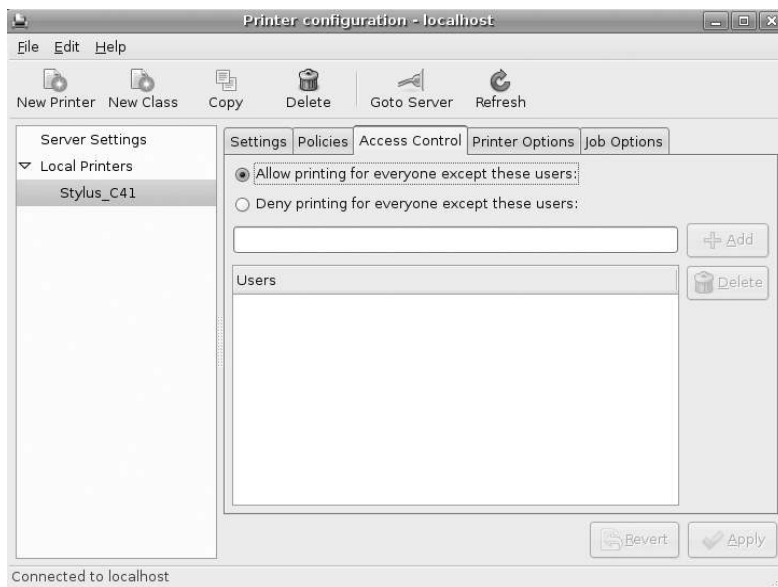 Printer configuration - localhost
File Edit Help
New Printer New Class Copy Delete Goto Server Refresh
Server Settings
Local Printers
Stylus_C41
Settings Policies Access Control Printer Options Job Options
Allow printing for everyone except these users:
Deny printing for everyone except these users:
Add
Users
Delete
Revert Apply
Connected to localhost